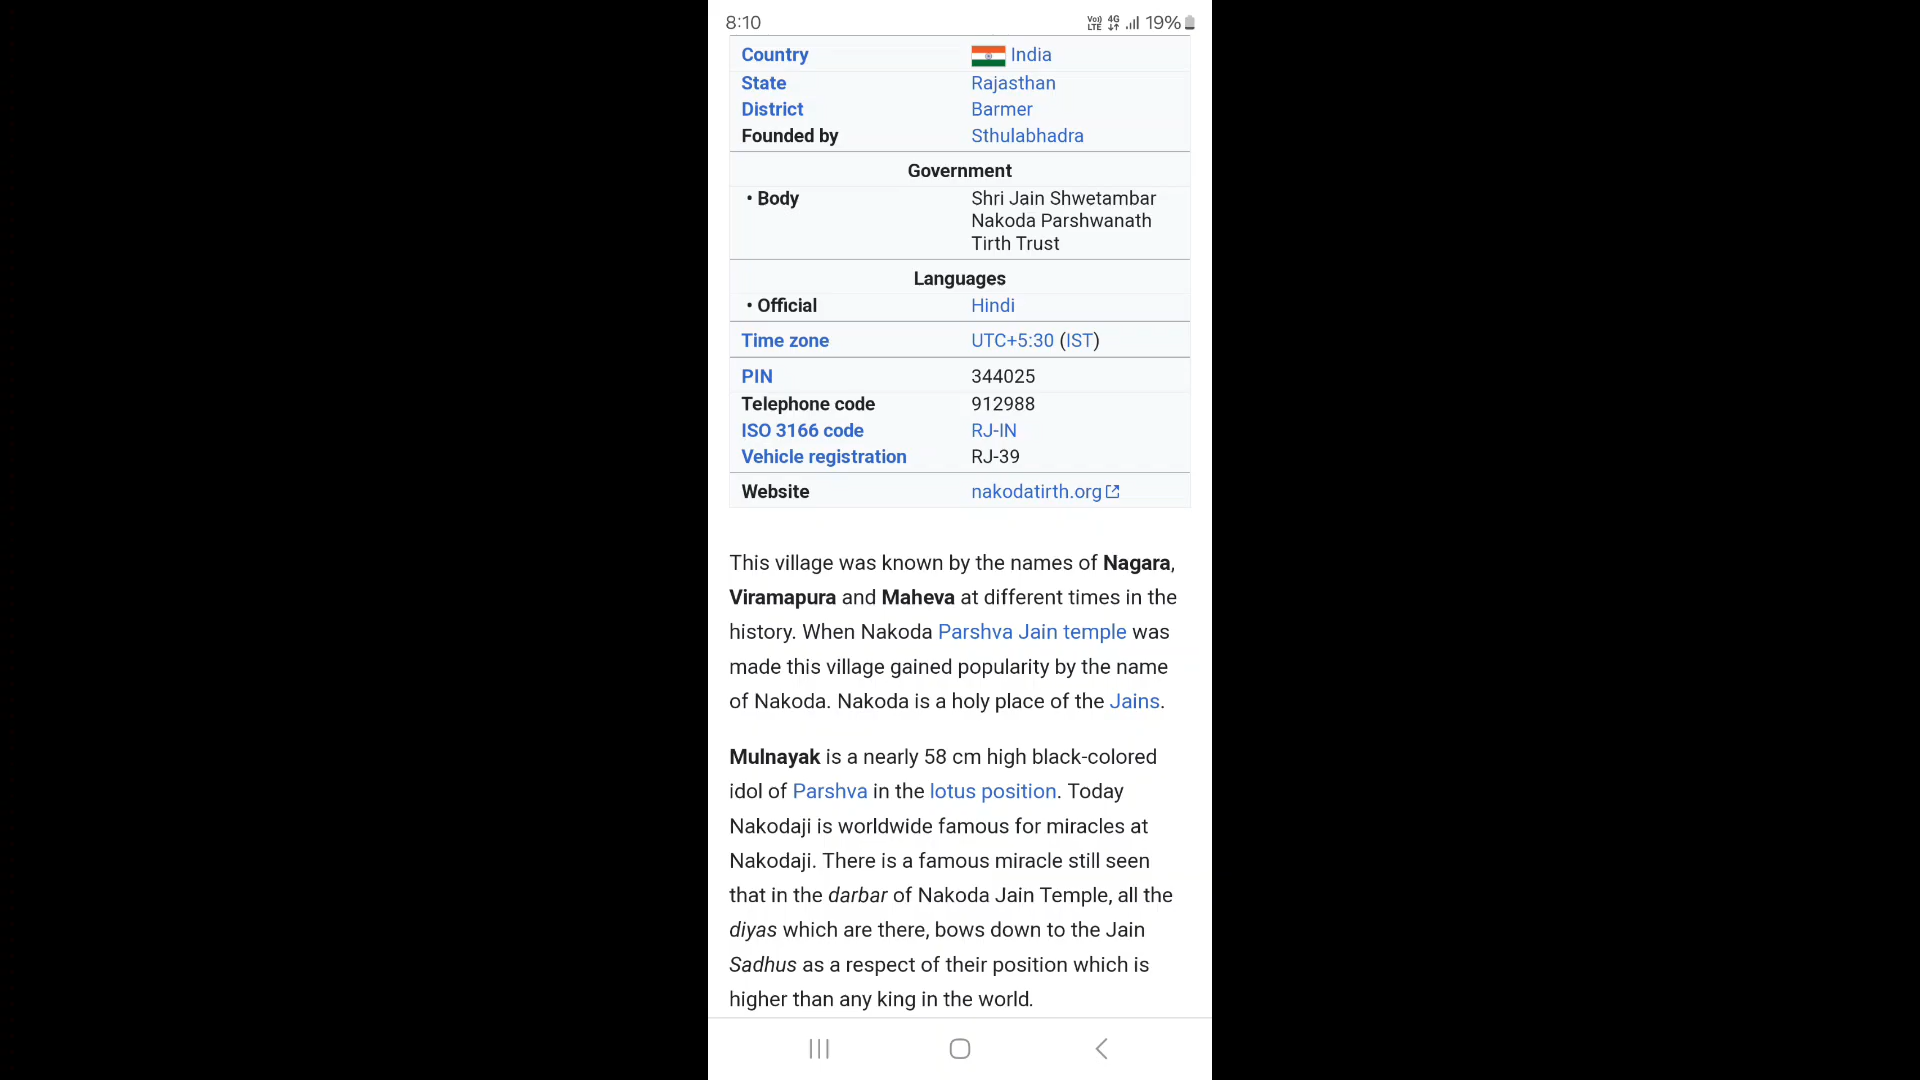 8:10 Vo)) LTE 4G 19%
Country India
State Rajasthan
District Barmer
Founded by Sthulabhadra
Government
• Body Shri Jain Shwetambar
Nakoda Parshwanath
Tirth Trust
Languages
• Official Hindi
Time zone UTC+5:30 (IST)
PIN 344025
Telephone code 912988
ISO 3166 code RJ-IN
Vehicle registration RJ-39
Website nakodatirth.org
This village was known by the names of Nagara,
Viramapura and Maheva at different times in the
history. When Nakoda Parshva Jain temple was
made this village gained popularity by the name
of Nakoda. Nakoda is a holy place of the Jains.
Mulnayak is a nearly 58 cm high black-colored
idol of Parshva in the lotus position. Today
Nakodaji is worldwide famous for miracles at
Nakodaji. There is a famous miracle still seen
that in the darbar of Nakoda Jain Temple, all the
diyas which are there, bows down to the Jain
Sadhus as a respect of their position which is
higher than any king in the world.